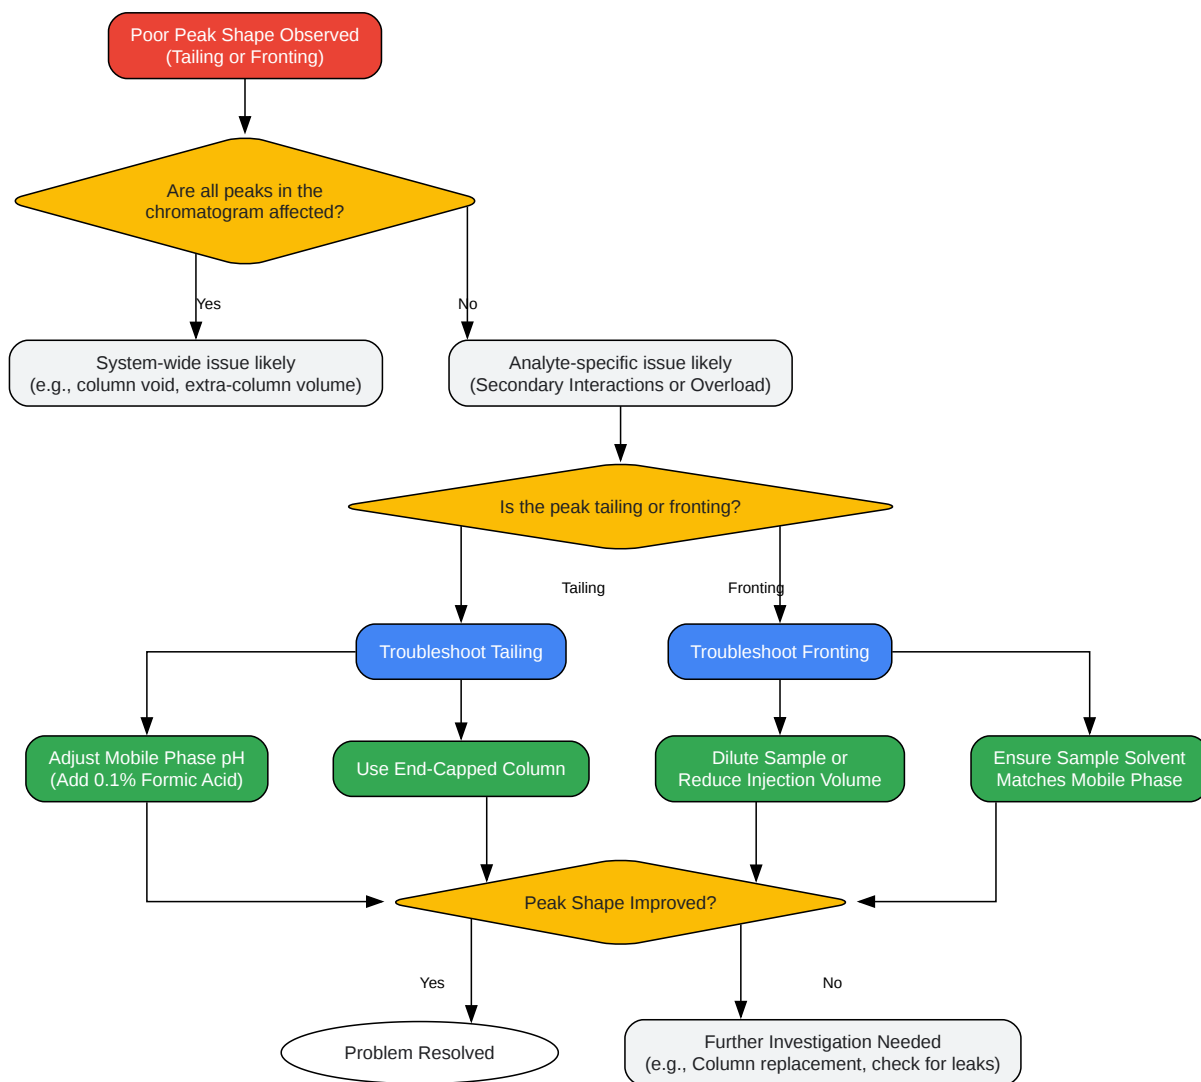 Poor Peak Shape Observed
(Tailing or Fronting)
Are all peaks in the
chromatogram affected?
Yes
No
System-wide issue likely
(e.g., column void, extra-column volume)
Analyte-specific issue likely
(Secondary Interactions or Overload)
Is the peak tailing or fronting?
Tailing
Fronting
Troubleshoot Tailing
Troubleshoot Fronting
Adjust Mobile Phase pH
(Add 0.1% Formic Acid)
Use End-Capped Column
Dilute Sample or
Reduce Injection Volume
Ensure Sample Solvent
Matches Mobile Phase
Peak Shape Improved?
Yes
No
Problem Resolved
Further Investigation Needed
(e.g., Column replacement, check for leaks)